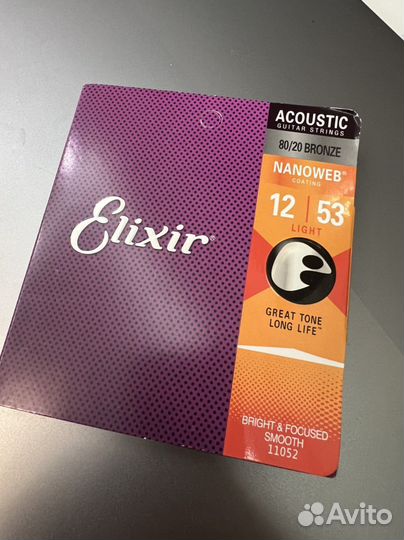 ACOUSTIC
GUITAR STRINGS
80/20 BRONZE
NANOWEB®
COATING
12 | 53
LIGHT
Elixir®
GREAT TONE
LONG LIFE™
BRIGHT & FOCUSED
SMOOTH
11052
Avito